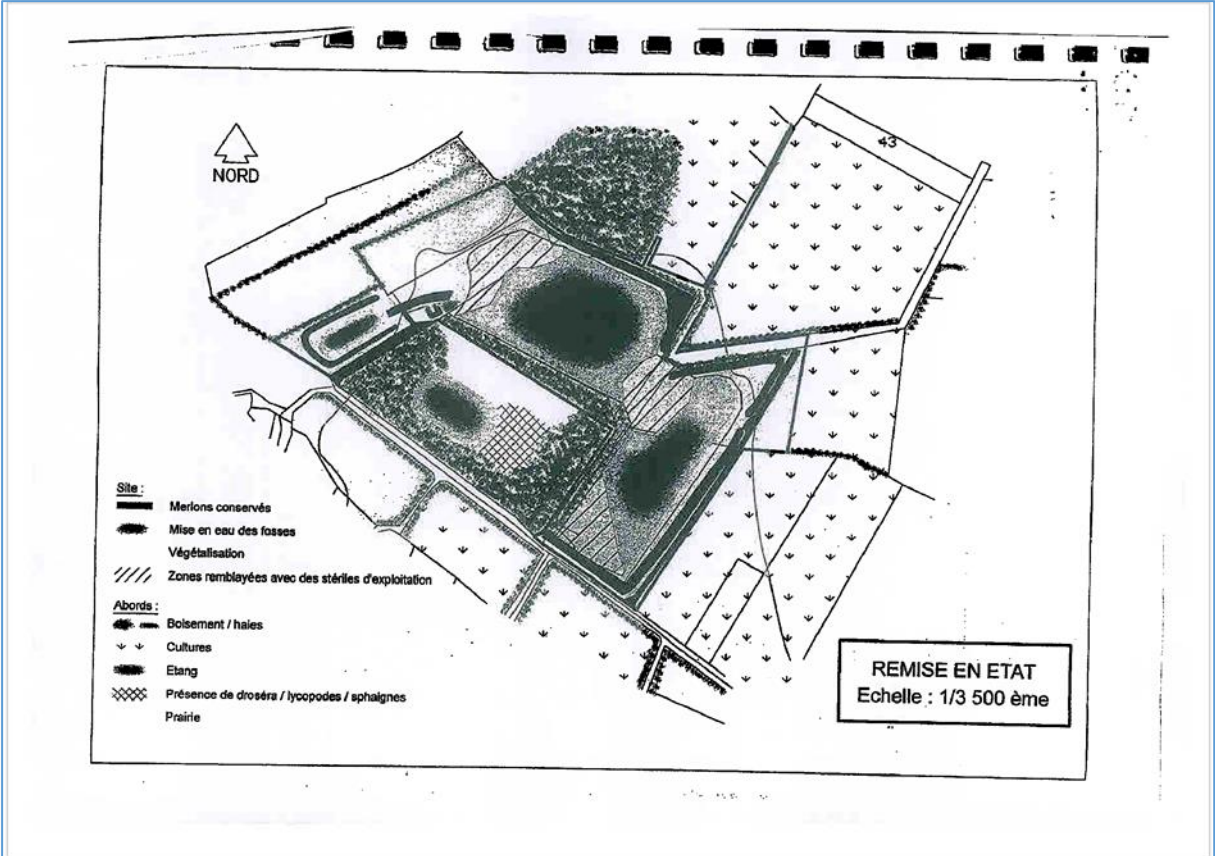 43
NORD
Site :
Merlons conservés
Mise en eau des fosses
Végétalisation
Zones remblayées avec des stériles d'exploitation
Abords :
Boisement / haies
Cultures
Etang
Présence de droséra / lycopodes / sphaignes
Prairie
REMISE EN ETAT
Echelle : 1/3 500 ème